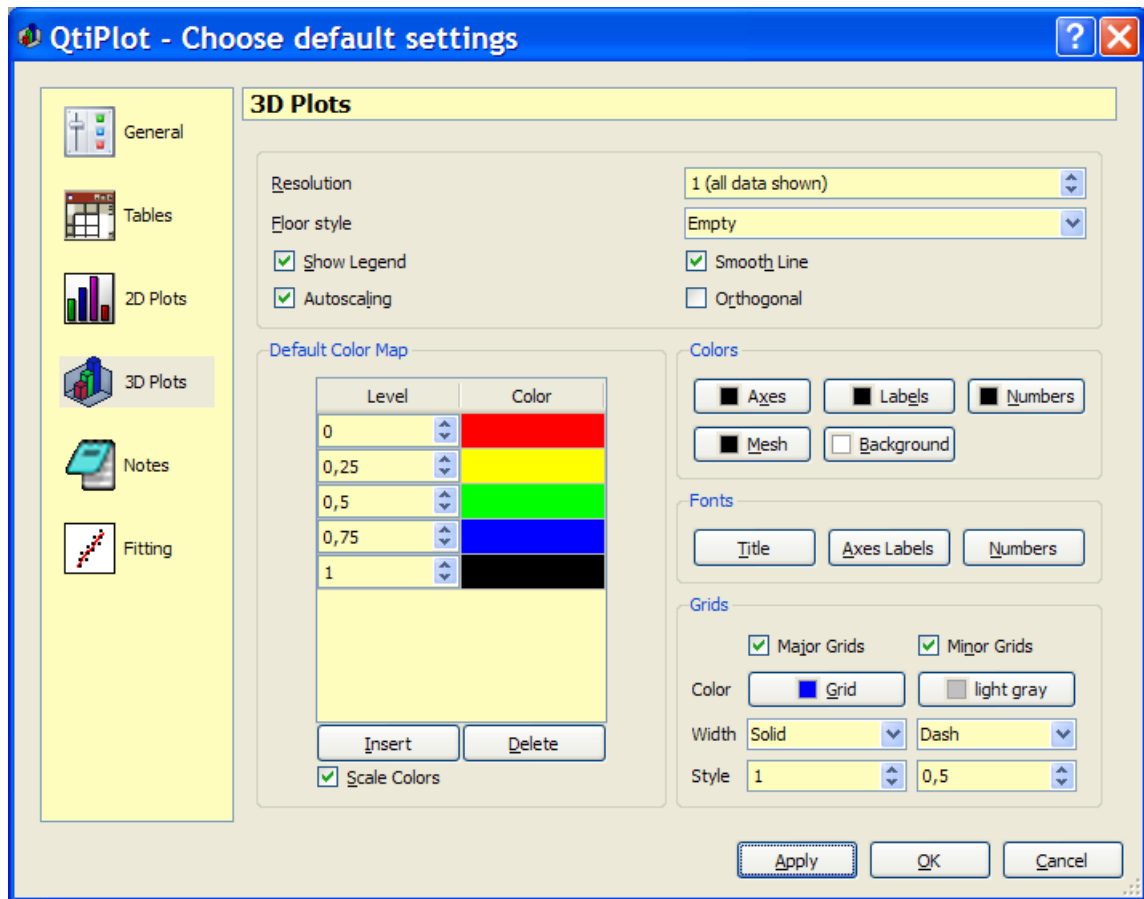 QtiPlot - Choose default settings
General
Tables
2D Plots
3D Plots
Notes
Fitting
3D Plots
Resolution 1 (all data shown)
Floor style Empty
Show Legend Smooth Line
Autoscaling Orthogonal
Default Color Map
Level Color
0
0,25
0,5
0,75
1
Insert Delete
Scale Colors
Colors
Axes Labels Numbers
Mesh Background
Fonts
Title Axes Labels Numbers
Grids
Major Grids Minor Grids
Color Grid light gray
Width Solid Dash
Style 1 0,5
Apply OK Cancel